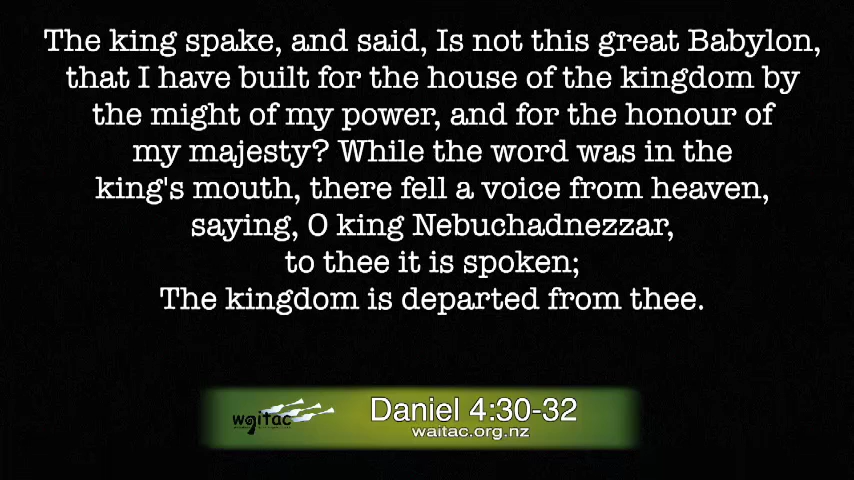 The king spake, and said, Is not this great Babylon,
that I have built for the house of the kingdom by
the might of my power, and for the honour of
my majesty? While the word was in the
king's mouth, there fell a voice from heaven,
saying, O king Nebuchadnezzar,
to thee it is spoken;
The kingdom is departed from thee.
waitac
Daniel 4:30-32
waitac.org.nz